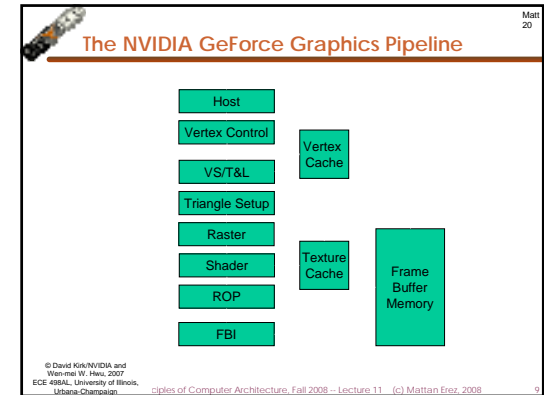 Matt
20
The NVIDIA GeForce Graphics Pipeline
Host
Vertex Control
Vertex
Cache
VS/T&L
Triangle Setup
Raster
Shader
Texture
Cache
Frame
Buffer
Memory
ROP
FBI
© David Kirk/NVIDIA and
Wen-mei W. Hwu, 2007
ECE 498AL, University of Illinois,
Urbana-Champaign
ciples of Computer Architecture, Fall 2008 -- Lecture 11 (c) Mattan Erez, 2008
9